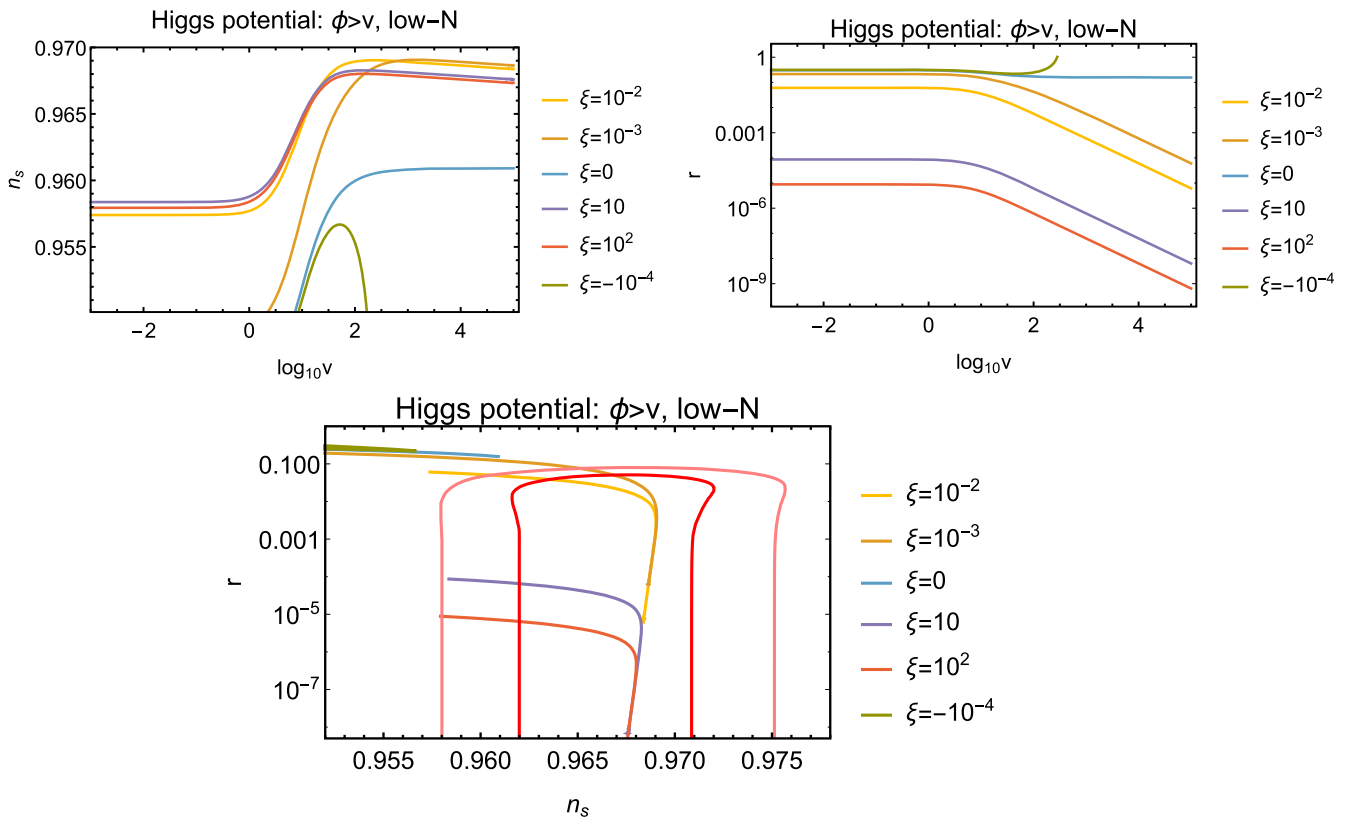 Higgs potential: ϕ>v, low−N
0.970
0.965
0.960
0.955
n_s
−2
0
2
4
log₁₀v
ξ=10⁻²
ξ=10⁻³
ξ=0
ξ=10
ξ=10²
ξ=−10⁻⁴
Higgs potential: ϕ>v, low−N
1
0.001
10⁻⁶
10⁻⁹
r
−2
0
2
4
log₁₀v
ξ=10⁻²
ξ=10⁻³
ξ=0
ξ=10
ξ=10²
ξ=−10⁻⁴
Higgs potential: ϕ>v, low−N
0.100
0.001
10⁻⁵
10⁻⁷
r
0.955
0.960
0.965
0.970
0.975
n_s
ξ=10⁻²
ξ=10⁻³
ξ=0
ξ=10
ξ=10²
ξ=−10⁻⁴